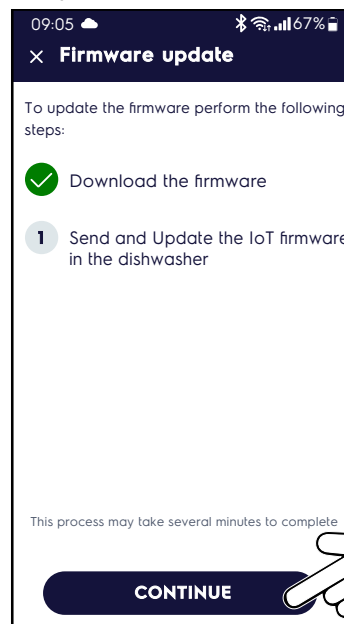 09:05 67%
× Firmware update
To update the firmware perform the following
steps:
Download the firmware
1 Send and Update the IoT firmware
in the dishwasher
This process may take several minutes to complete
CONTINUE